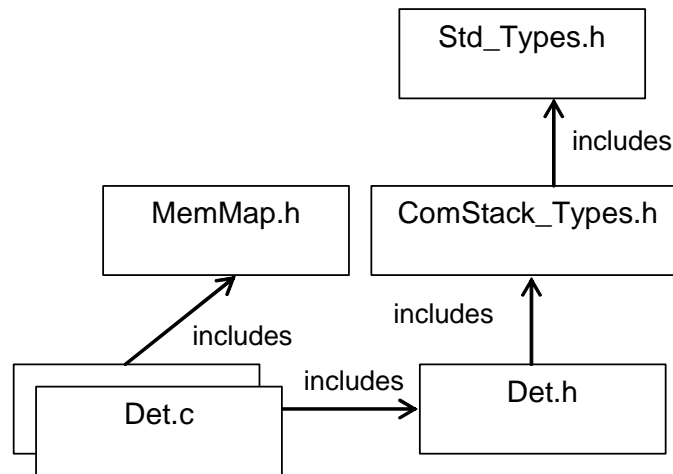 Std_Types.h
includes
MemMap.h
ComStack_Types.h
includes
includes
includes
Det.c
Det.h